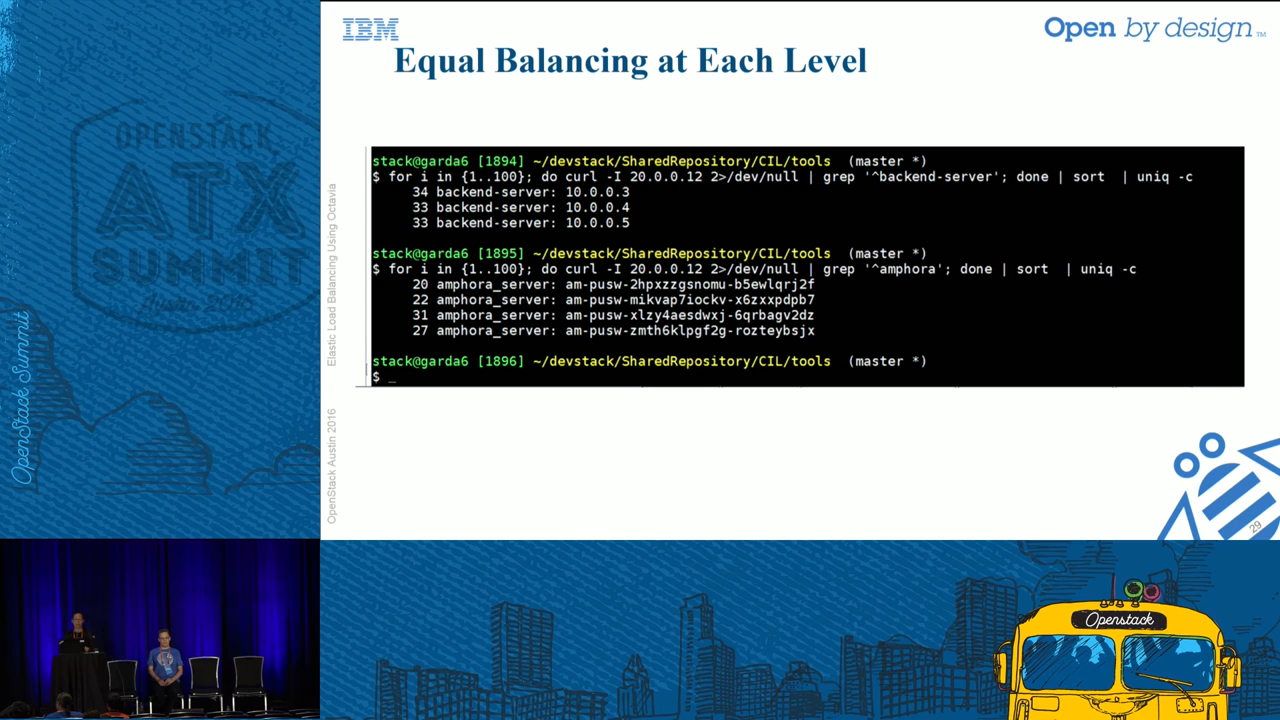 IBM
Open by design™
Equal Balancing at Each Level
stack@garda6 [1894] ~/devstack/SharedRepository/CIL/tools (master *)
$ for i in {1..100}; do curl -I 20.0.0.12 2>/dev/null | grep '^backend-server'; done | sort | uniq -c
34 backend-server: 10.0.0.3
33 backend-server: 10.0.0.4
33 backend-server: 10.0.0.5
stack@garda6 [1895] ~/devstack/SharedRepository/CIL/tools (master *)
$ for i in {1..100}; do curl -I 20.0.0.12 2>/dev/null | grep '^amphora'; done | sort | uniq -c
20 amphora_server: am-pusw-2hpxzzgsnomu-b5ewlqrj2f
22 amphora_server: am-pusw-mikvap7iockv-x6zxxpdpb7
31 amphora_server: am-pusw-xlzy4aesdwxj-6qrbagv2dz
27 amphora_server: am-pusw-zmth6klpgf2g-rozteybsjx
stack@garda6 [1896] ~/devstack/SharedRepository/CIL/tools (master *)
$ _
Elastic Load Balancing Using Octavia
OpenStack Austin 2016
29
OPENSTACK
ATX
SUMMIT
OpenStack Summit
Openstack